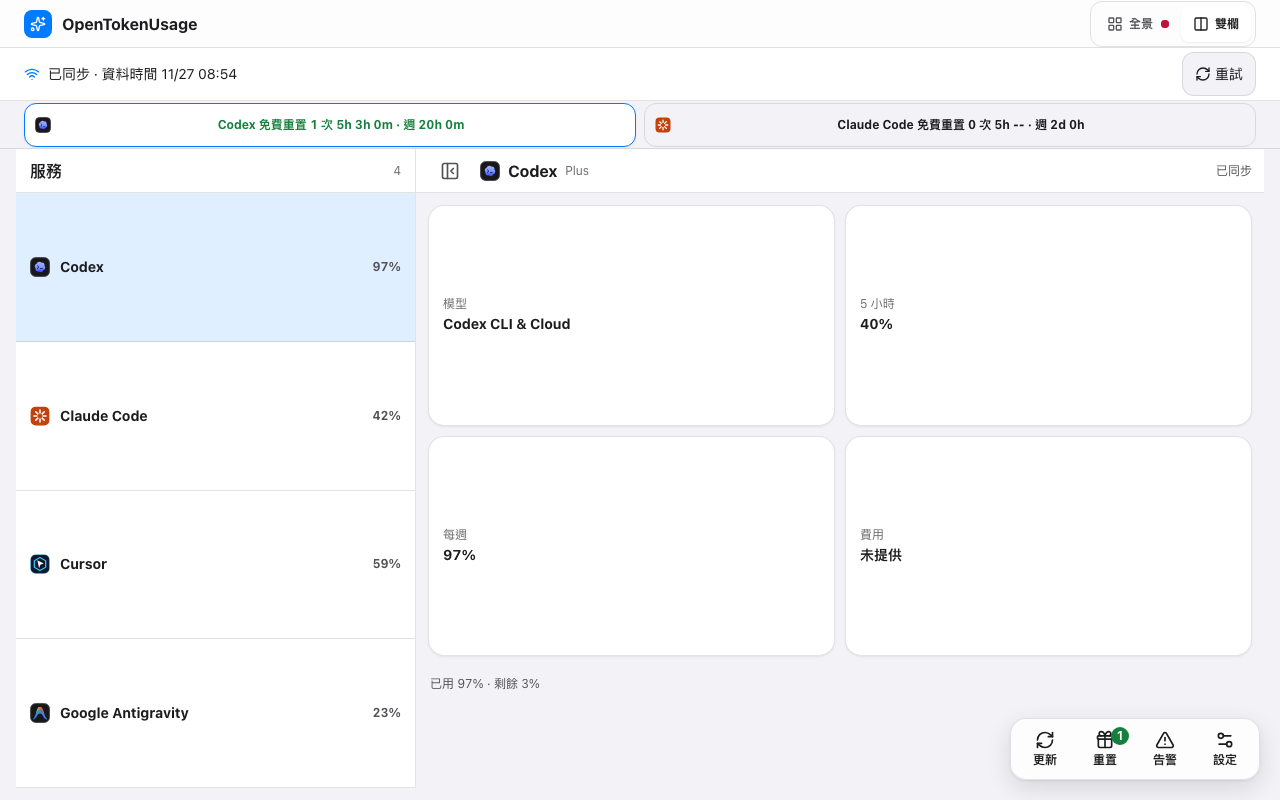 OpenTokenUsage
全景
雙欄
已同步 · 資料時間 11/27 08:54
重試
Codex 免費重置 1 次 5h 3h 0m · 週 20h 0m
Claude Code 免費重置 0 次 5h -- · 週 2d 0h
服務
4
Codex Plus
已同步
Codex
97%
Claude Code
42%
Cursor
59%
Google Antigravity
23%
模型
Codex CLI & Cloud
5 小時
40%
每週
97%
費用
未提供
已用 97% · 剩餘 3%
更新
1
重置
告警
設定